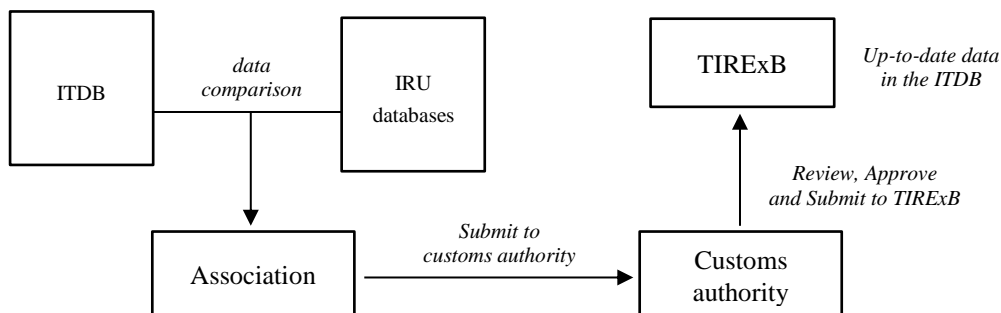 ITDB
data
comparison
IRU
databases
TIRExB
Up-to-date data
in the ITDB
Review, Approve
and Submit to TIRExB
Association
Submit to
customs authority
Customs
authority